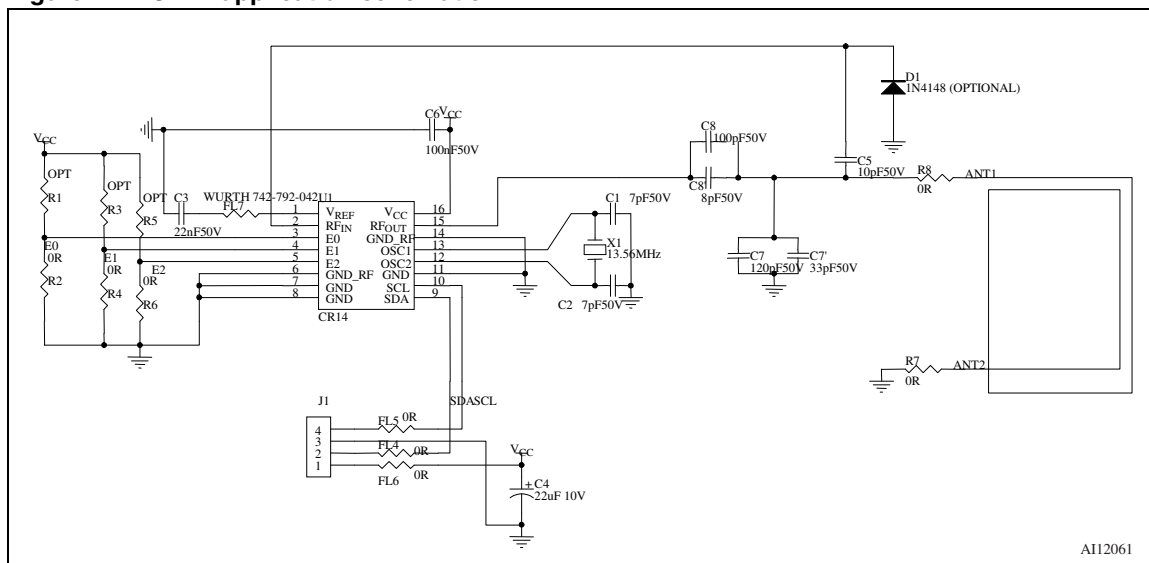 D1
1N4148 (OPTIONAL)
C6
VCC
100nF50V
VCC
C8
100pF50V
C5
10pF50V
OPT
R1
OPT
R3
OPT
R5
C3
22nF50V
WURTH 742-792-042
FL7
U1
C8'
8pF50V
R8
0R
ANT1
1 VREF VCC 16
2 RFIN RFOUT 15
3 E0 GND_RF 14
4 E1 OSC1 13
5 E2 OSC2 12
6 GND_RF GND 11
7 GND SCL 10
8 GND SDA 9
CR14
C1 7pF50V
X1
13.56MHz
C2 7pF50V
E0
0R
R2
E1 0R
R4
E2
0R
R6
C7
120pF50V
C7'
33pF50V
R7
0R
ANT2
J1
SDASCL
4
3
2
1
FL5 0R
FL4 0R
FL6 0R
VCC
+ C4
22uF 10V
AI12061